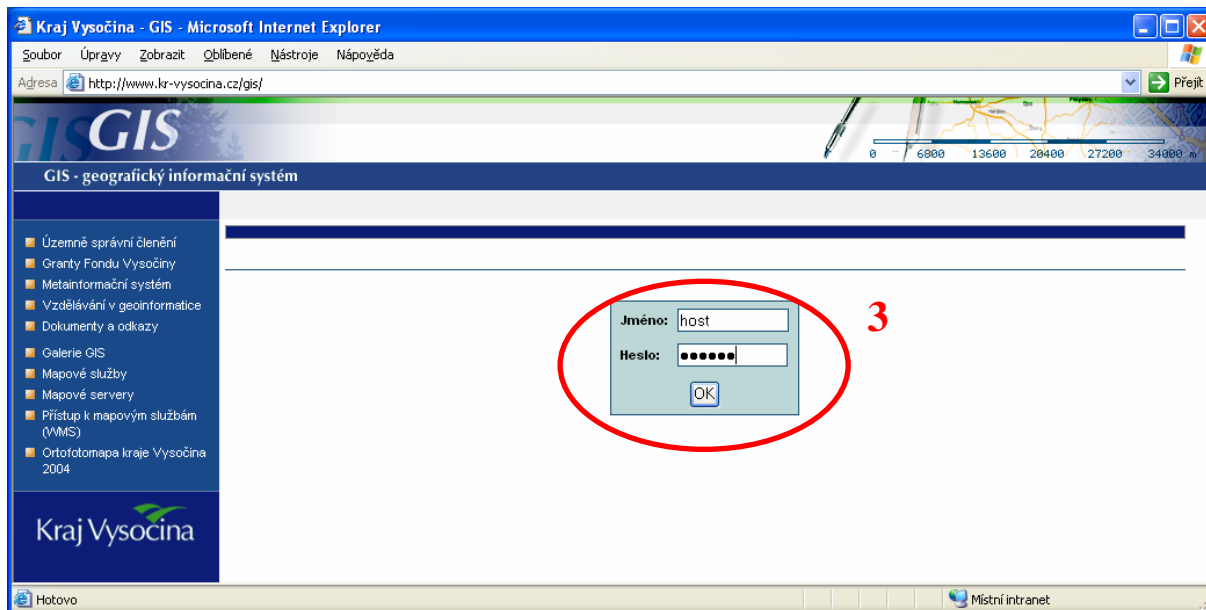 Kraj Vysočina - GIS - Microsoft Internet Explorer
Soubor Úpravy Zobrazit Oblíbené Nástroje Nápověda
Adresa http://www.kr-vysocina.cz/gis/ Přejít
GIS GIS
0 6800 13600 20400 27200 34000 m
GIS - geografický informační systém
Územně správní členění
Granty Fondu Vysočiny
Metainformační systém
Vzdělávání v geoinformatice
Dokumenty a odkazy
Galerie GIS
Mapové služby
Mapové servery
Přístup k mapovým službám
(WMS)
Ortofotomapa kraje Vysočina
2004
Kraj Vysočina
Jméno: host
Heslo: ●●●●●●
OK
3
Hotovo Místní intranet